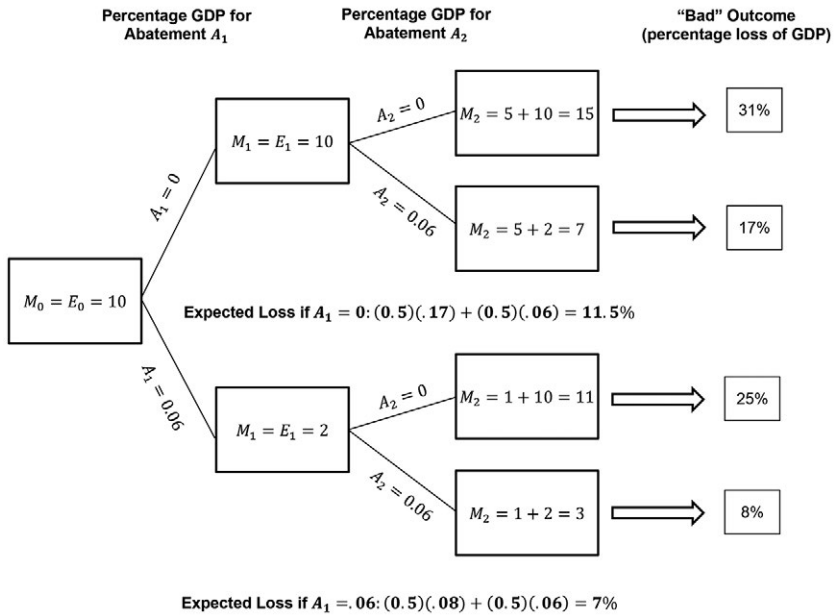 Percentage GDP for
Abatement A₁
Percentage GDP for
Abatement A₂
“Bad” Outcome
(percentage loss of GDP)
M₀ = E₀ = 10
A₁ = 0
M₁ = E₁ = 10
A₂ = 0
M₂ = 5 + 10 = 15
31%
A₂ = 0.06
M₂ = 5 + 2 = 7
17%
Expected Loss if A₁ = 0: (0.5)(.17) + (0.5)(.06) = 11.5%
A₁ = 0.06
M₁ = E₁ = 2
A₂ = 0
M₂ = 1 + 10 = 11
25%
A₂ = 0.06
M₂ = 1 + 2 = 3
8%
Expected Loss if A₁ =.06: (0.5)(.08) + (0.5)(.06) = 7%